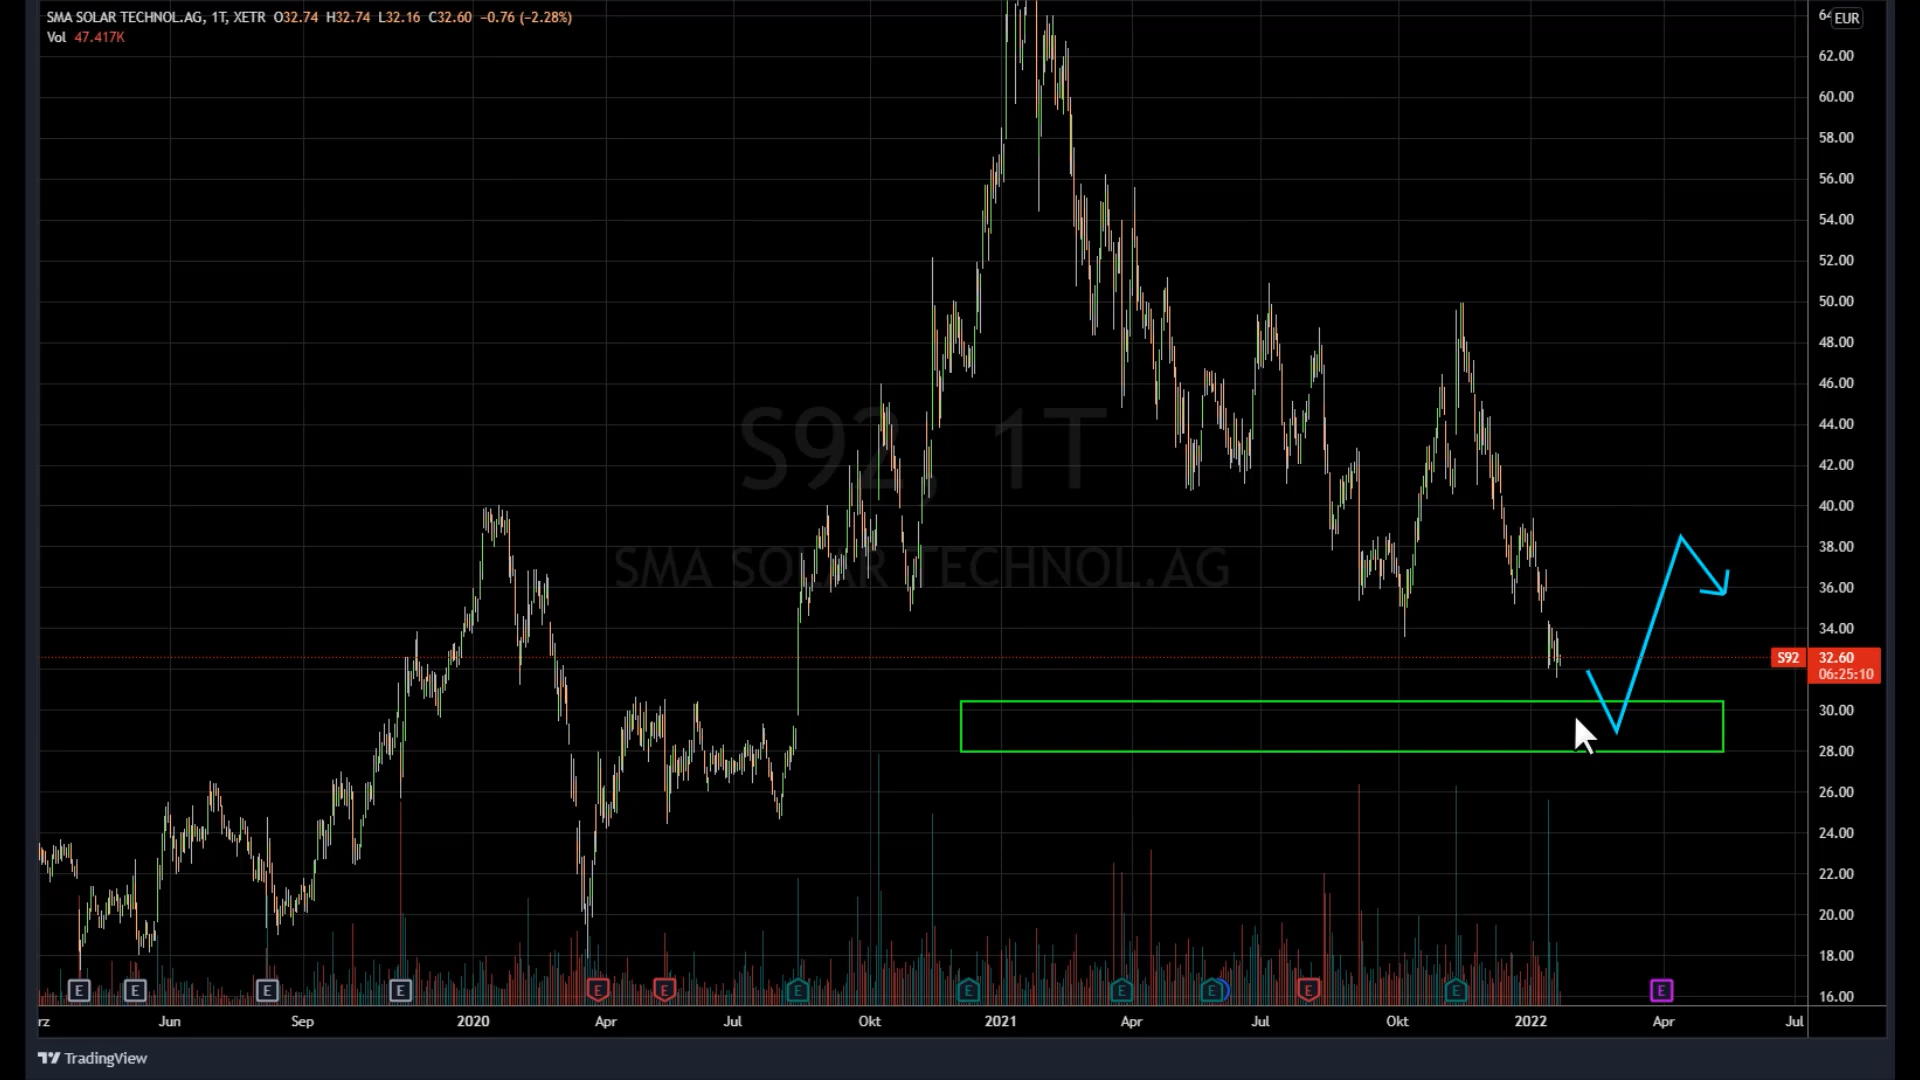 SMA SOLAR TECHNOL.AG, 1T, XETR O32.74 H32.74 L32.16 C32.60 −0.76 (−2.28%)
Vol 47.417K
EUR
64
62.00
60.00
58.00
56.00
54.00
52.00
50.00
48.00
46.00
44.00
42.00
40.00
38.00
36.00
34.00
S92 32.60
06:25:10
30.00
28.00
26.00
24.00
22.00
20.00
18.00
16.00
S92, 1T
SMA SOLAR TECHNOL.AG
E E E E E E E E E E E E E
rz Jun Sep 2020 Apr Jul Okt 2021 Apr Jul Okt 2022 Apr Jul
TradingView